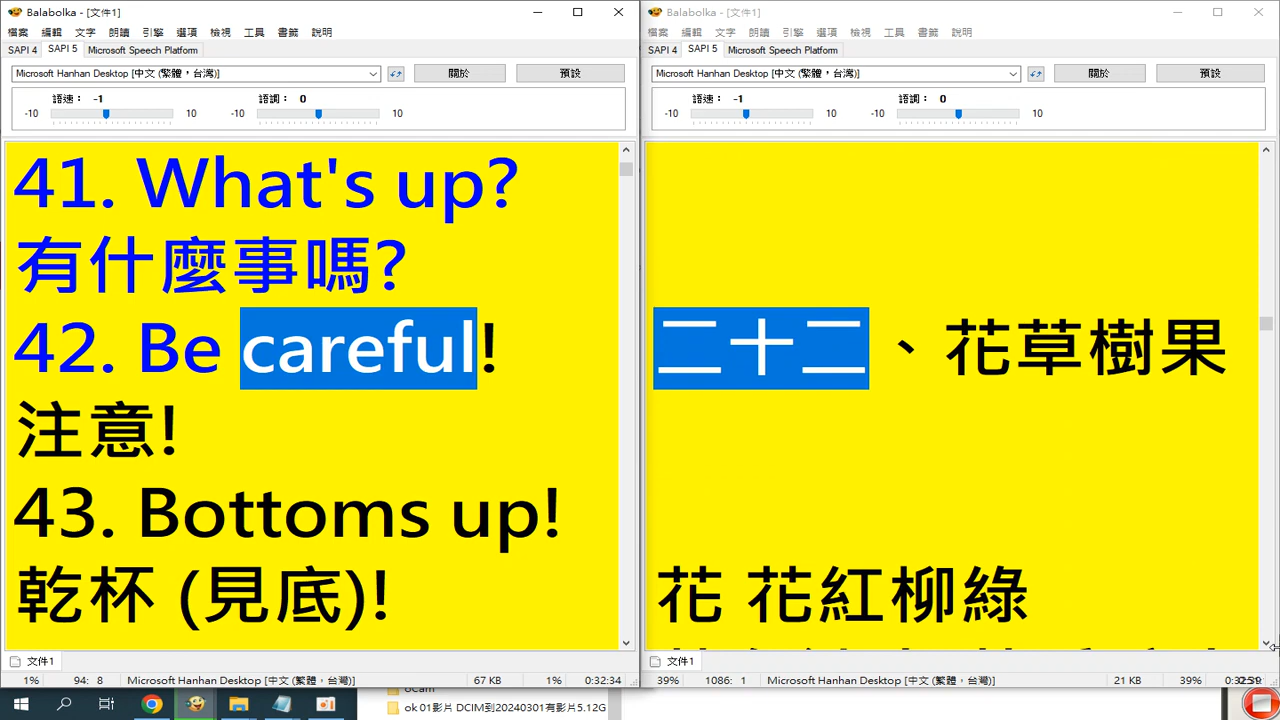 Balabolka - [文件1]
檔案 編輯 文字 朗讀 引擎 選項 檢視 工具 書籤 說明
SAPI 4 SAPI 5 Microsoft Speech Platform
Microsoft Hanhan Desktop [中文 (繁體，台灣)] 關於 預設
語速： -1 語調： 0
-10 10 -10 10
41. What's up?
有什麼事嗎?
42. Be careful!
注意!
43. Bottoms up!
乾杯 (見底)!
文件1
1% 94: 8 Microsoft Hanhan Desktop [中文 (繁體，台灣)] 67 KB 1% 0:32:34
Balabolka - [文件1]
檔案 編輯 文字 朗讀 引擎 選項 檢視 工具 書籤 說明
SAPI 4 SAPI 5 Microsoft Speech Platform
Microsoft Hanhan Desktop [中文 (繁體，台灣)] 關於 預設
語速： -1 語調： 0
-10 10 -10 10
二十二、花草樹果
花 花紅柳綠
文件1
39% 1086: 1 Microsoft Hanhan Desktop [中文 (繁體，台灣)] 21 KB 39%
oCam
ok 01影片 DCIM到20240301有影片5.12G